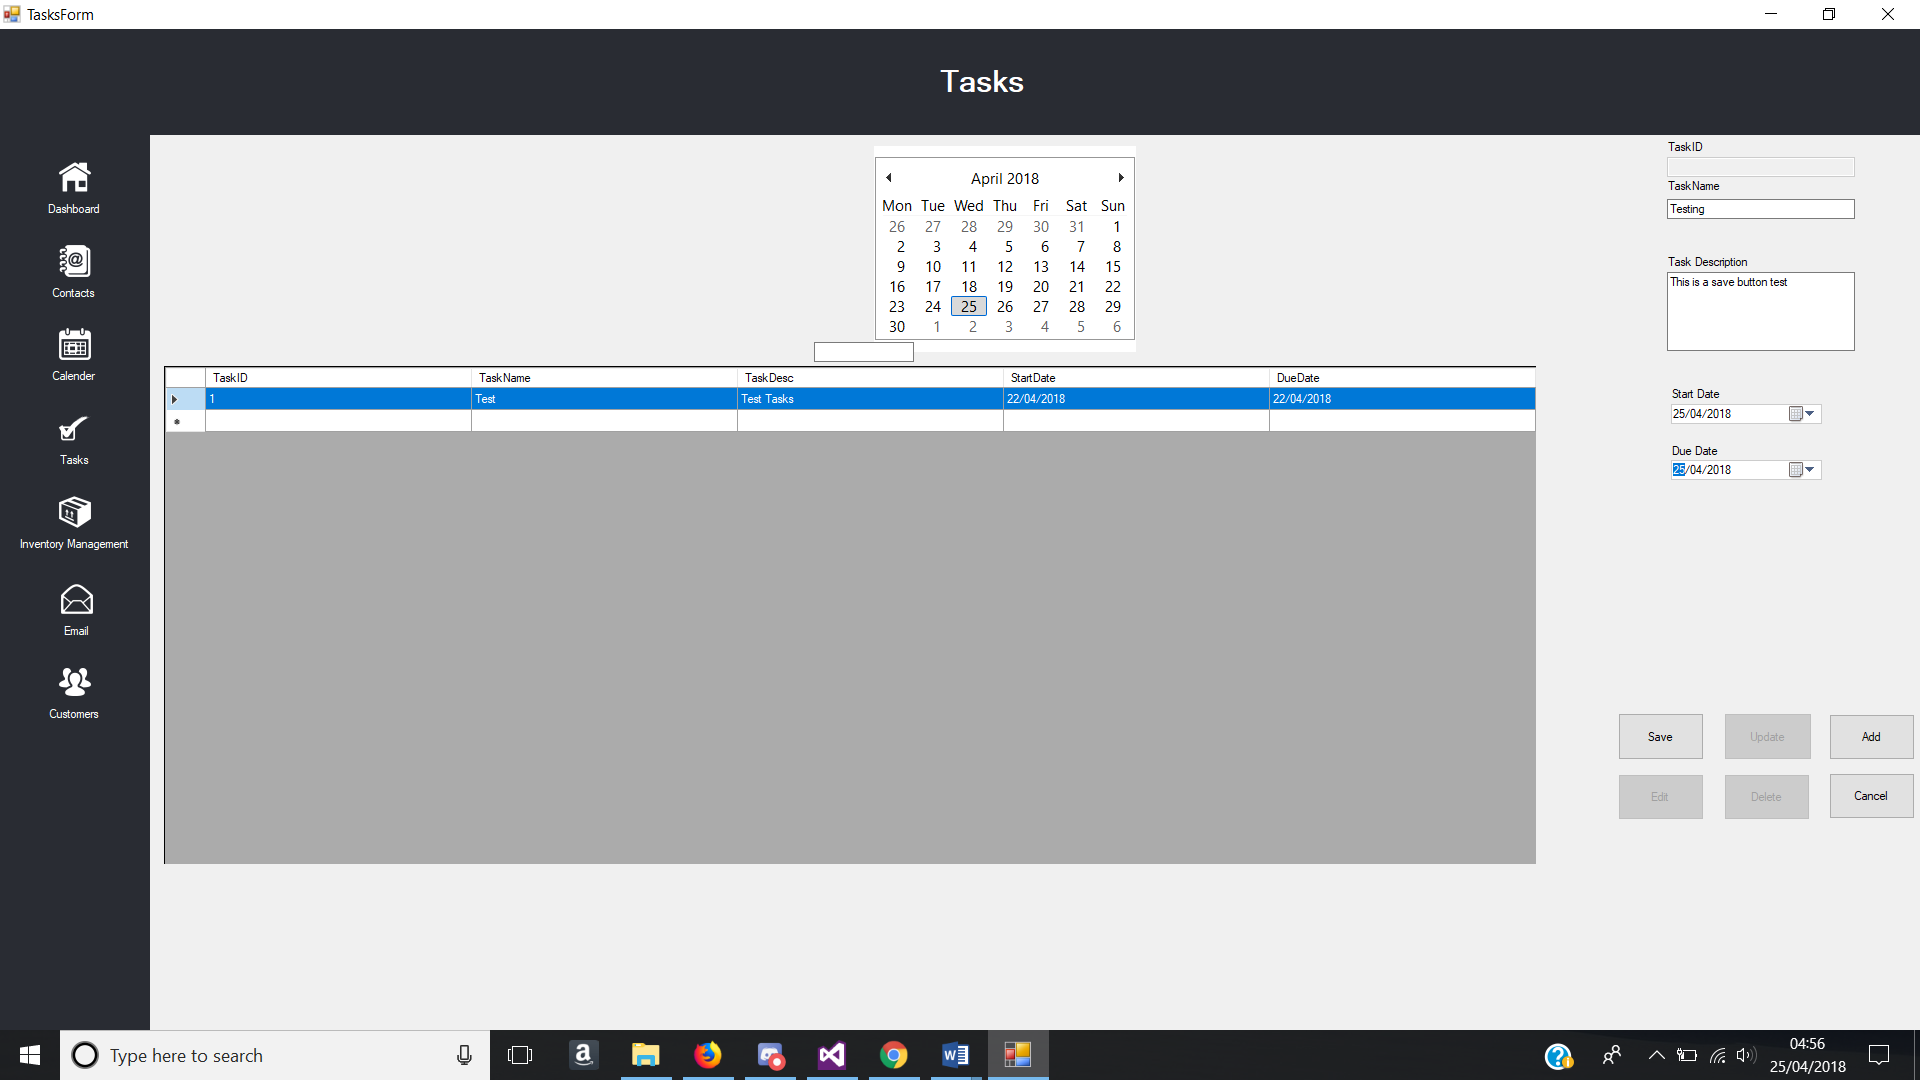 TasksForm
Tasks
Dashboard
Contacts
Calender
Tasks
Inventory Management
Email
Customers
April 2018
Mon Tue Wed Thu Fri Sat Sun
26 27 28 29 30 31 1
2 3 4 5 6 7 8
9 10 11 12 13 14 15
16 17 18 19 20 21 22
23 24 25 26 27 28 29
30 1 2 3 4 5 6
TaskID TaskName TaskDesc StartDate DueDate
1 Test Test Tasks 22/04/2018 22/04/2018
TaskID
TaskName
Testing
Task Description
This is a save button test
Start Date
25/04/2018
Due Date
25/04/2018
Save Update Add
Edit Delete Cancel
Type here to search
04:56
25/04/2018